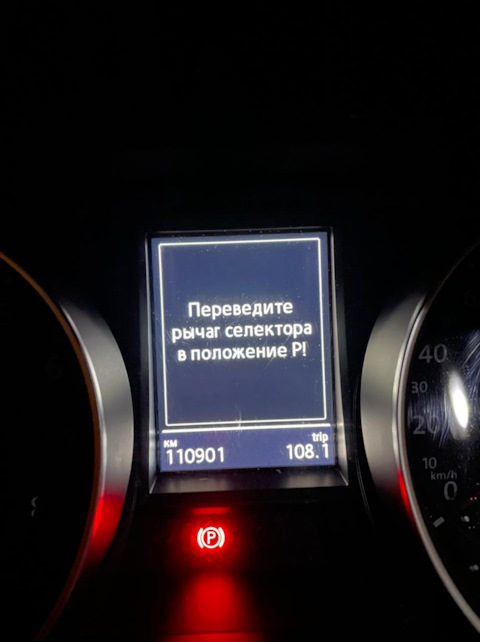 Переведите
рычаг селектора
в положение P!
км trip
110901 108.1
40
30
20
10
km/h
0
P